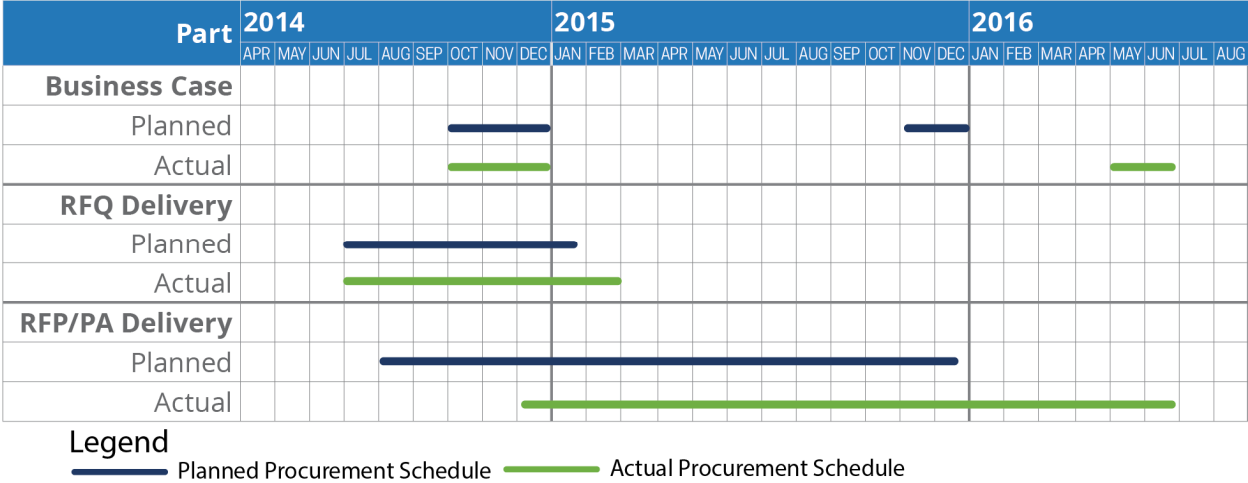 Part 2014 2015 2016
APR MAY JUN JUL AUG SEP OCT NOV DEC JAN FEB MAR APR MAY JUN JUL AUG SEP OCT NOV DEC JAN FEB MAR APR MAY JUN JUL AUG
Business Case
Planned
Actual
RFQ Delivery
Planned
Actual
RFP/PA Delivery
Planned
Actual
Legend
Planned Procurement Schedule Actual Procurement Schedule